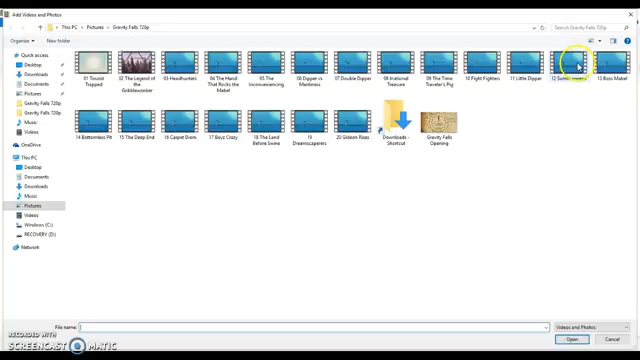 Add Videos and Photos
This PC > Pictures > Gravity Falls 720p
Search Gravity Falls 720p
Organize
New folder
Quick access
Desktop
Downloads
Documents
Pictures
Gravity Falls 720p
Gravity Falls 720p
Music
Videos
OneDrive
This PC
Desktop
Documents
Downloads
Music
Pictures
Videos
Windows (C:)
RECOVERY (D:)
Network
01 Tourist Trapped
02 The Legend of the Gobblewonker
03-Headhunters
04 The Hand That Rocks the Mabel
05 The Inconveniencing
06 Dipper vs. Manliness
07 Double Dipper
08 Irrational Treasure
09 The Time Traveler's Pig
10 Fight Fighters
11 Little Dipper
13 Boss Mabel
14 Bottomless Pit
15 The Deep End
16 Carpet Diem
17 Boyz Crazy
18 The Land Before Swine
19 Dreamscaperers
20 Gideon Rises
Downloads - Shortcut
Gravity Falls Opening
File name:
Videos and Photos
Open
Cancel
RECORDED WITH
SCREENCAST MATIC